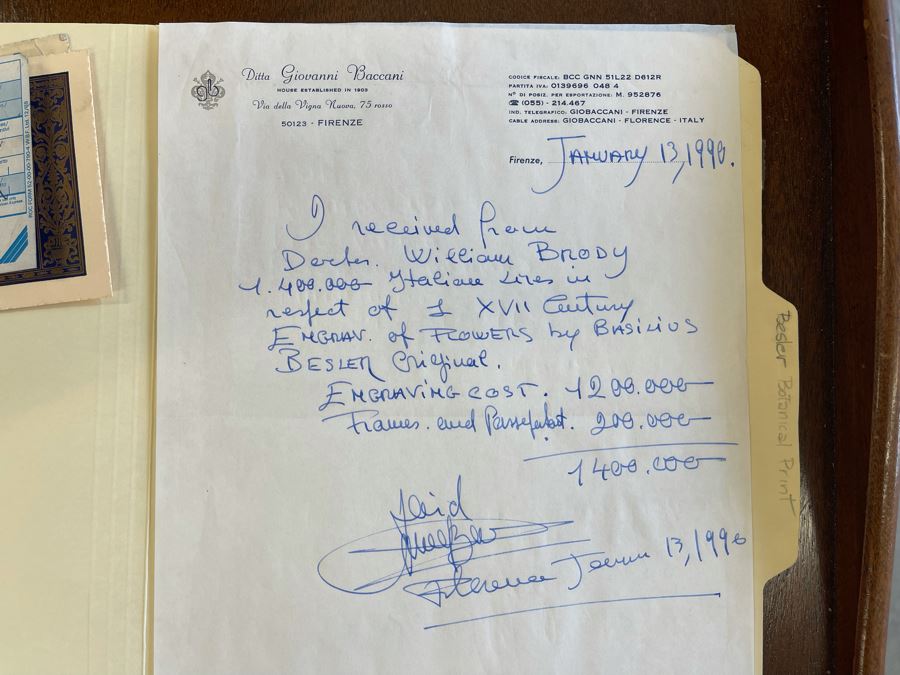 Ditta Giovanni Baccani
HOUSE ESTABLISHED IN 1903
Via della Vigna Nuova, 75 rosso
50123 - FIRENZE
CODICE FISCALE: BCC GNN 51L22 D612R
PARTITA IVA: 0139696 048 4
N° DI POSIZ. PER ESPORTAZIONE: M. 952876
☎ (055) - 214.467
IND. TELEGRAFICO: GIOBACCANI - FIRENZE
CABLE ADDRESS: GIOBACCANI - FLORENCE - ITALY
Firenze, JANUARY 13, 1990.
I received from
Doctor. William BRODY
1.400.000 Italian Lires in
respect of 1 XVII Century
ENGRAV. of FLOWERS by BASILIUS
BESLER Original.
ENGRAVING COST. 1200.000
Frames. and Passepartout. 200.000
1400.000
Paid
Florence 13, 1990
Besler Botanical Print